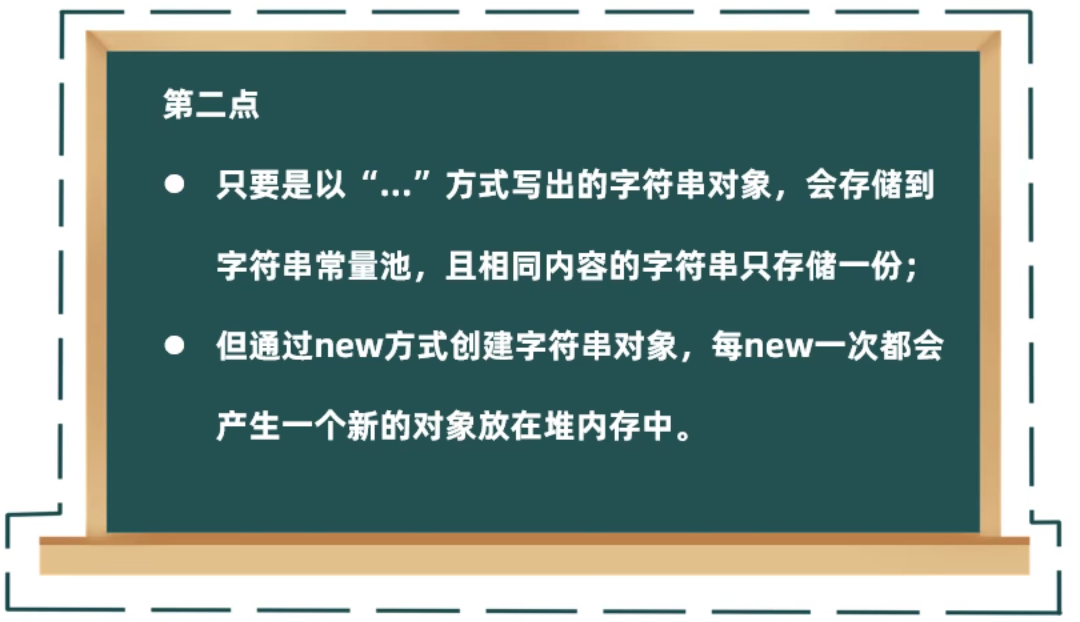 第二点
● 只要是以“...”方式写出的字符串对象，会存储到
字符串常量池，且相同内容的字符串只存储一份；
● 但通过new方式创建字符串对象，每new一次都会
产生一个新的对象放在堆内存中。